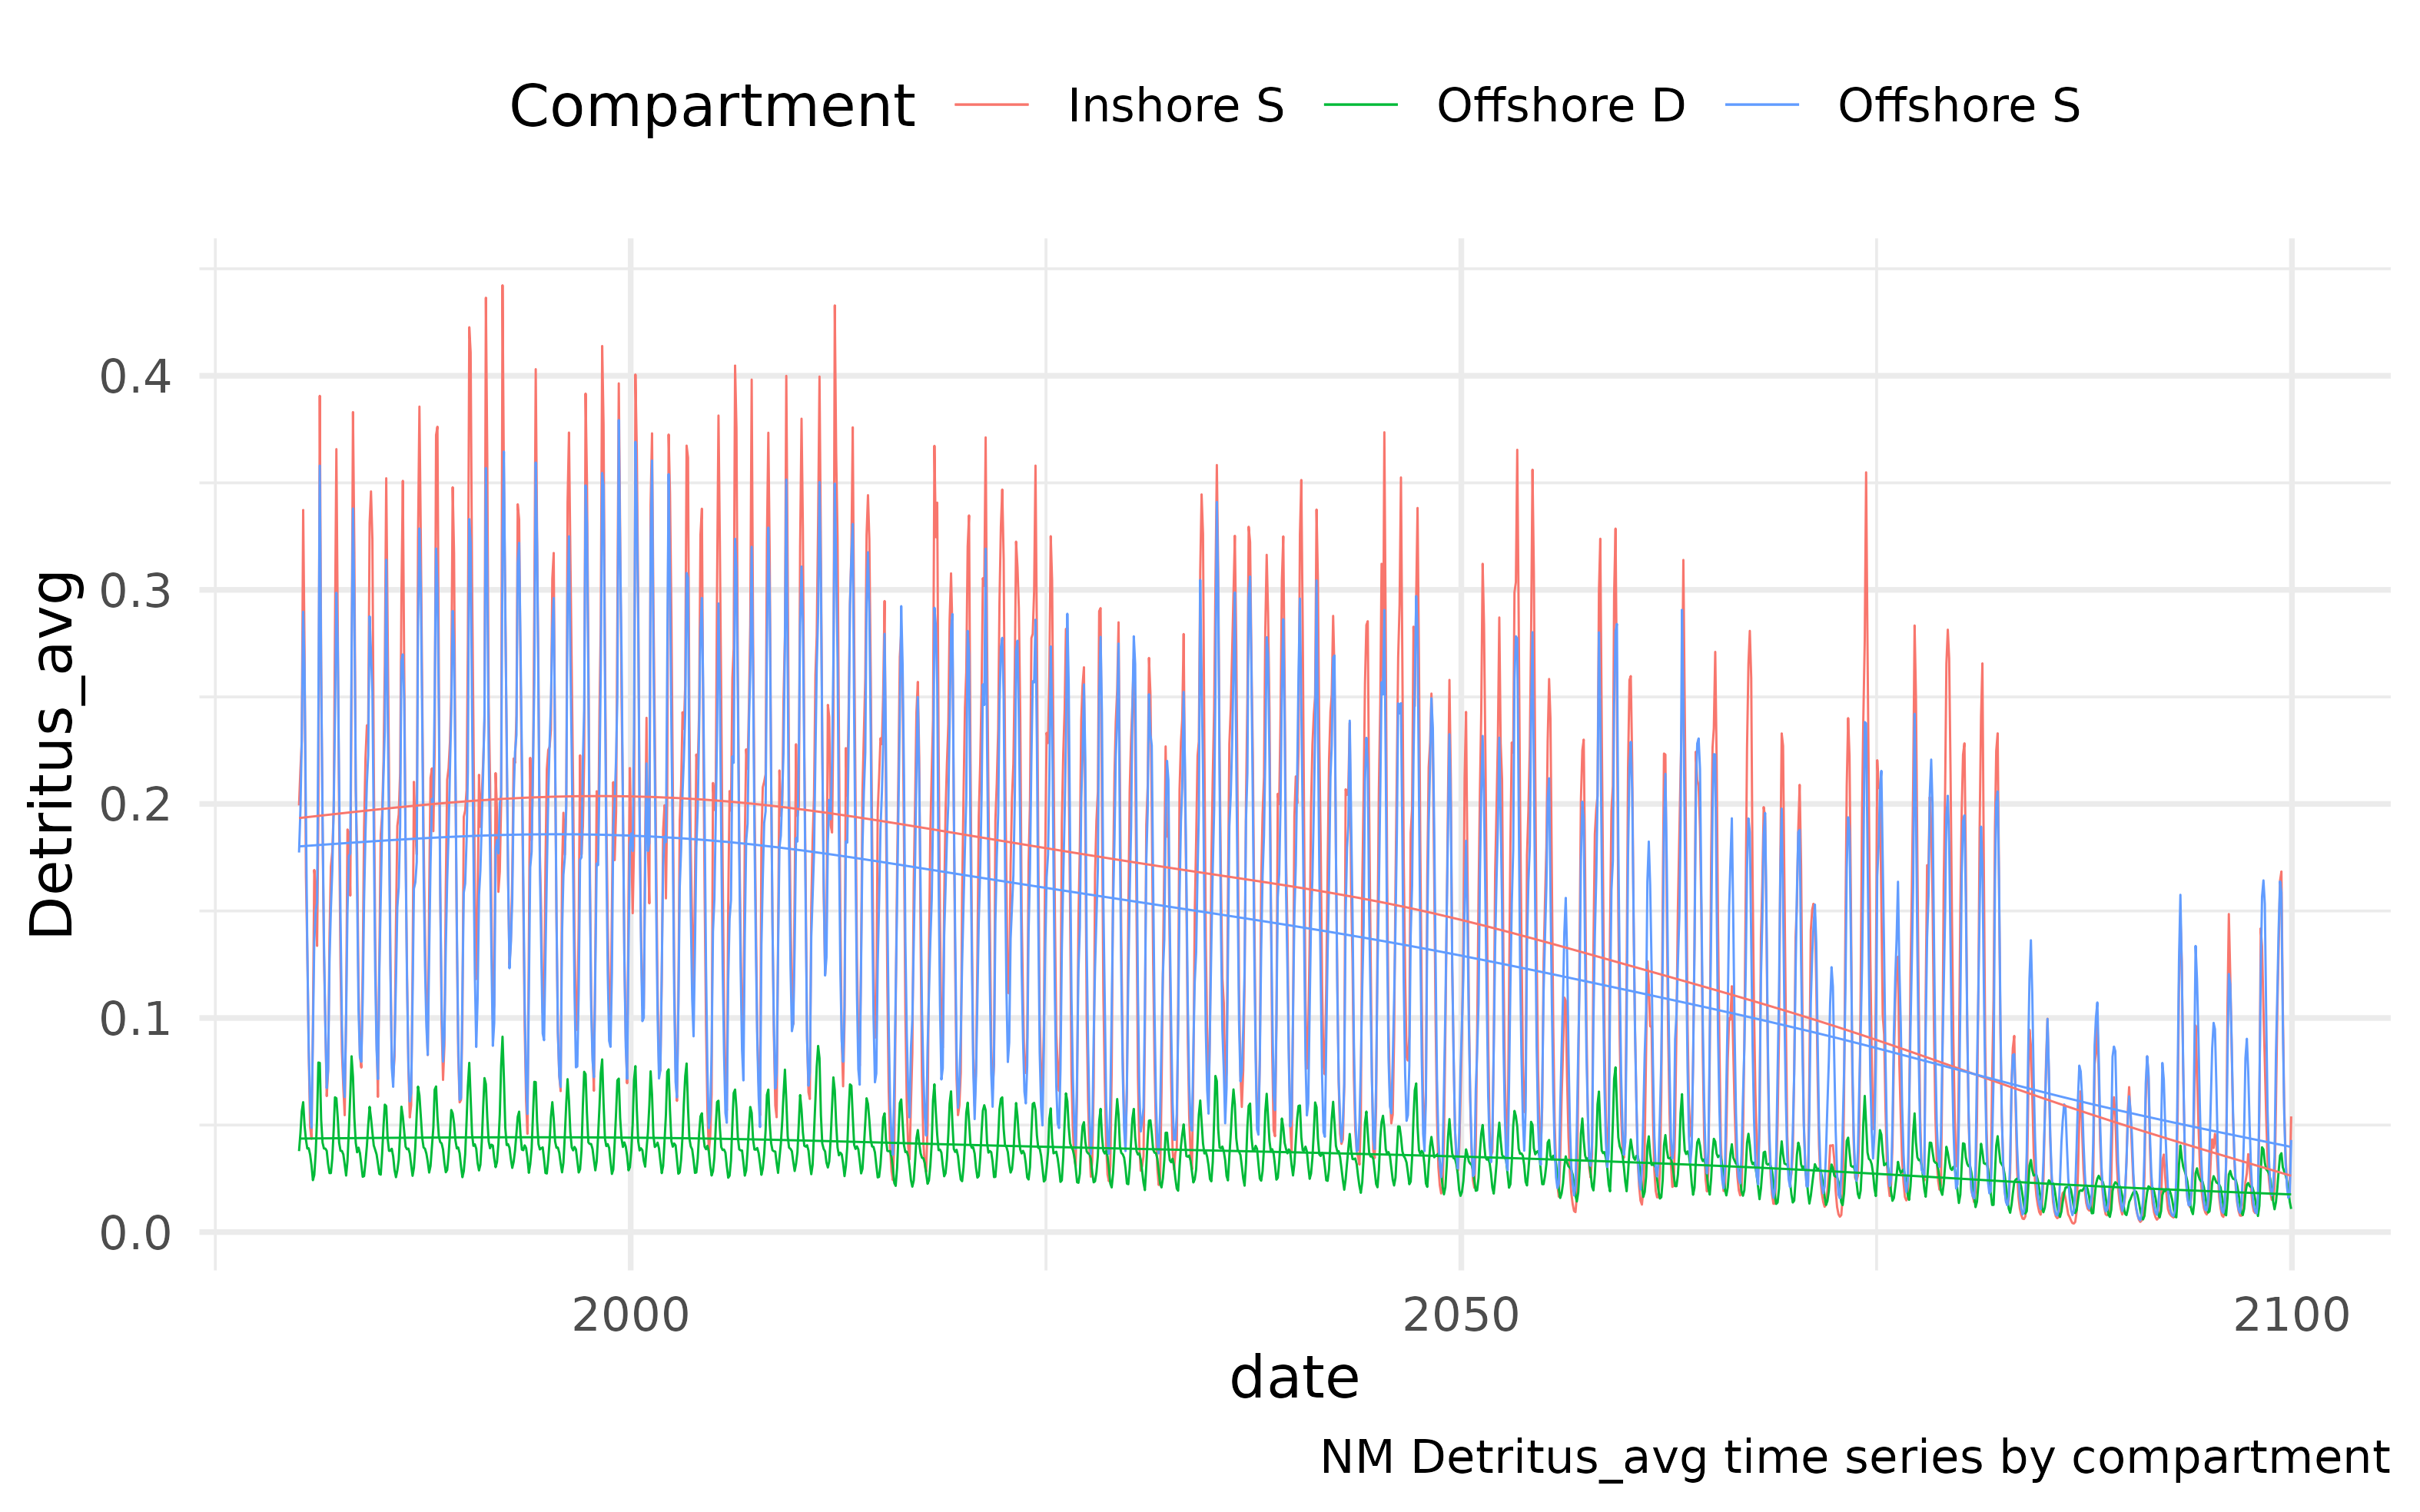 Compartment Inshore S Offshore D Offshore S
Detritus_avg
0.4
0.3
0.2
0.1
0.0
2000 2050 2100
date
NM Detritus_avg time series by compartment